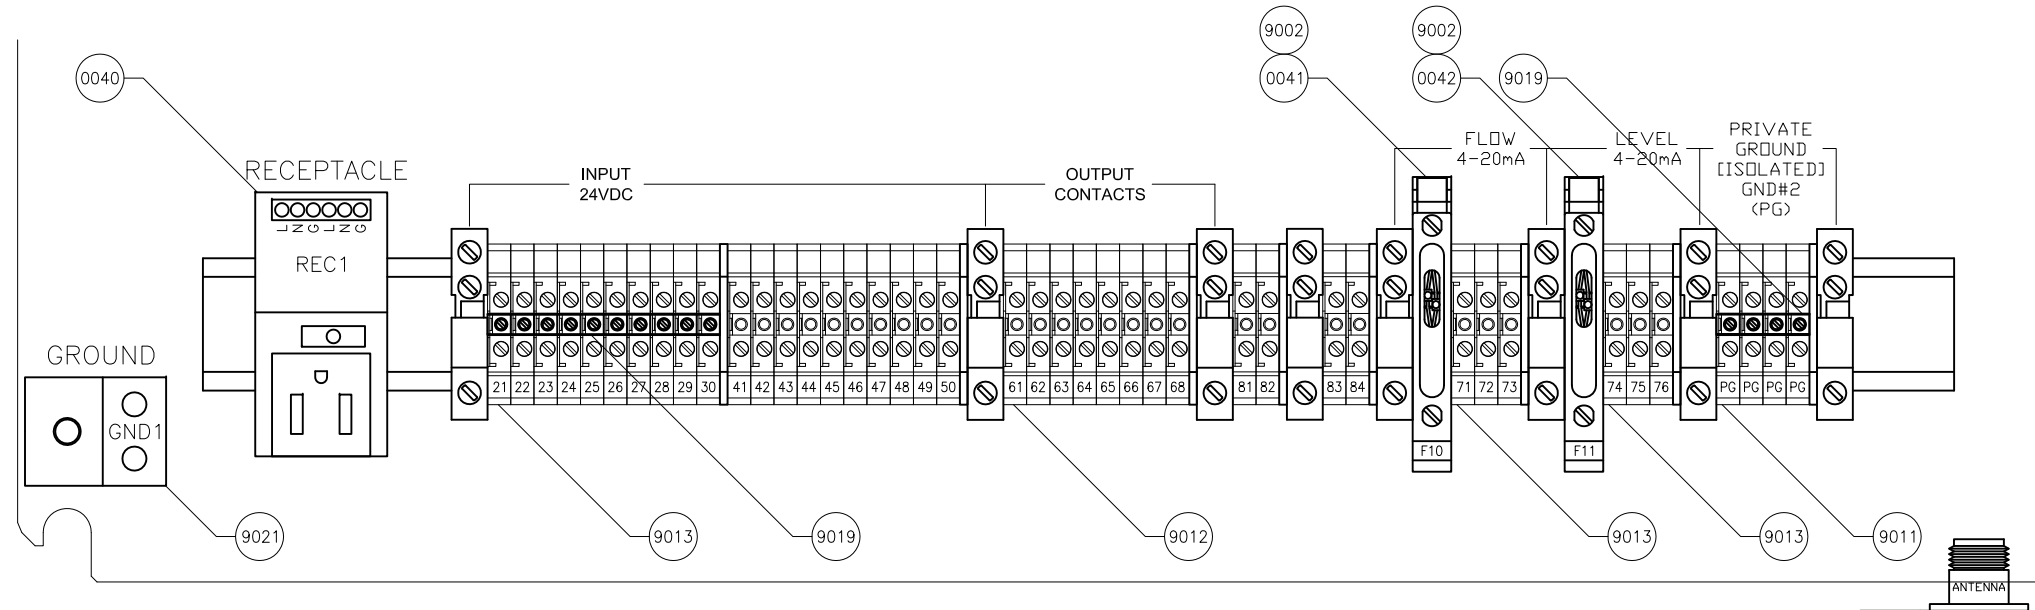 9002
9002
0040
0041
0042
9019
RECEPTACLE
INPUT
24VDC
OUTPUT
CONTACTS
FLOW
4-20mA
LEVEL
4-20mA
PRIVATE
GROUND
[ISOLATED]
GND#2
(PG)
L N G L N G
REC1
GROUND
GND1
21 22 23 24 25 26 27 28 29 30 41 42 43 44 45 46 47 48 49 50 61 62 63 64 65 66 67 68 81 82 83 84 71 72 73 74 75 76 PG PG PG PG
F10
F11
9021
9013
9019
9012
9013
9013
9011
ANTENNA